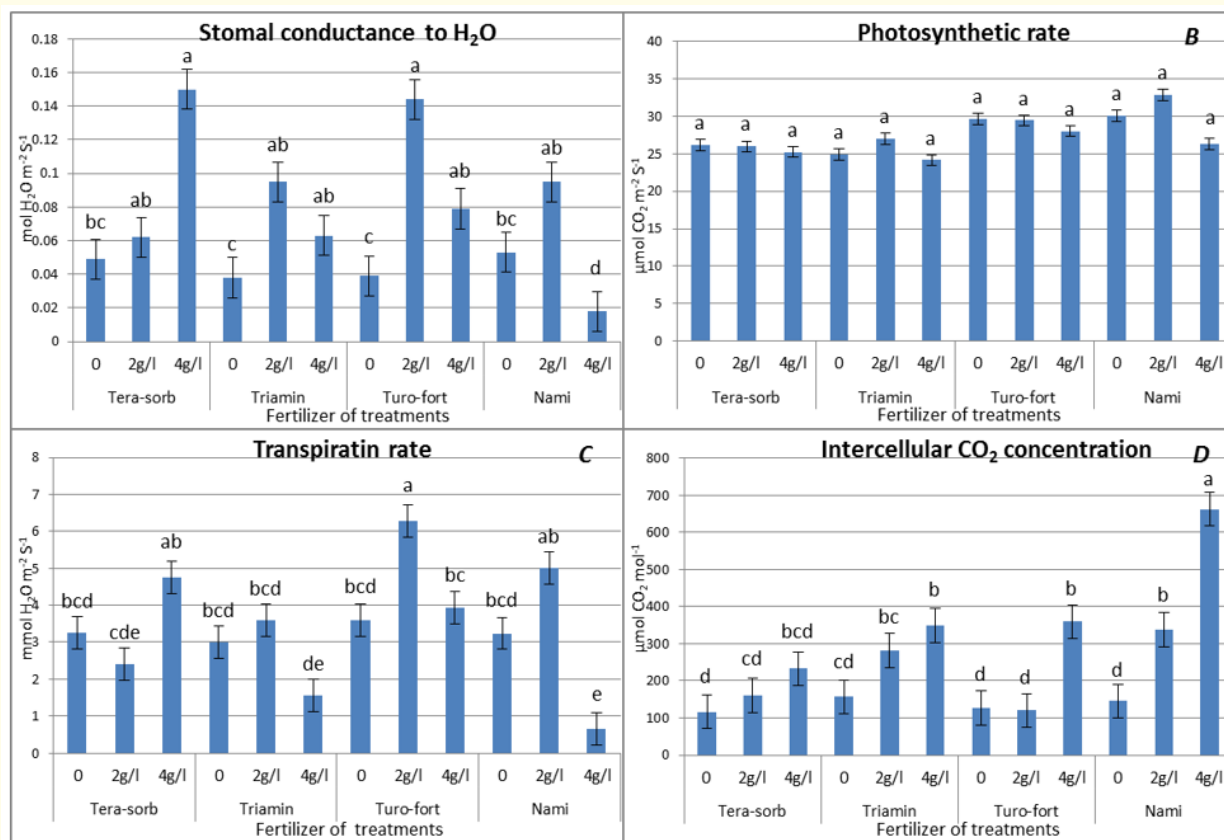 Stomal conductance to H₂O
mol H₂O m⁻² S⁻¹
0.18
0.16
0.14
0.12
0.1
0.08
0.06
0.04
0.02
0
bc ab a c ab ab c a ab bc ab d
0 2g/l 4g/l 0 2g/l 4g/l 0 2g/l 4g/l 0 2g/l 4g/l
Tera-sorb Triamin Turo-fort Nami
Fertilizer of treatments
Photosynthetic rate B
µmol CO₂ m⁻² S⁻¹
40
35
30
25
20
15
10
5
0
a a a a a a a a a a a a
0 2g/l 4g/l 0 2g/l 4g/l 0 2g/l 4g/l 0 2g/l 4g/l
Tera-sorb Triamin Turo-fort Nami
Fertilizer of treatments
Transpiratin rate C
mmol H₂O m⁻² S⁻¹
8
7
6
5
4
3
2
1
0
bcd cde ab bcd bcd de bcd a bc bcd ab e
0 2g/l 4g/l 0 2g/l 4g/l 0 2g/l 4g/l 0 2g/l 4g/l
Tera-sorb Triamin Turo-fort Nami
Fertilizer of treatments
Intercellular CO₂ concentration D
µmol CO₂ mol⁻¹
800
700
600
500
400
300
200
100
0
d cd bcd cd bc b d d b d b a
0 2g/l 4g/l 0 2g/l 4g/l 0 2g/l 4g/l 0 2g/l 4g/l
Tera-sorb Triamin Turo-fort Nami
Fertilizer of treatments